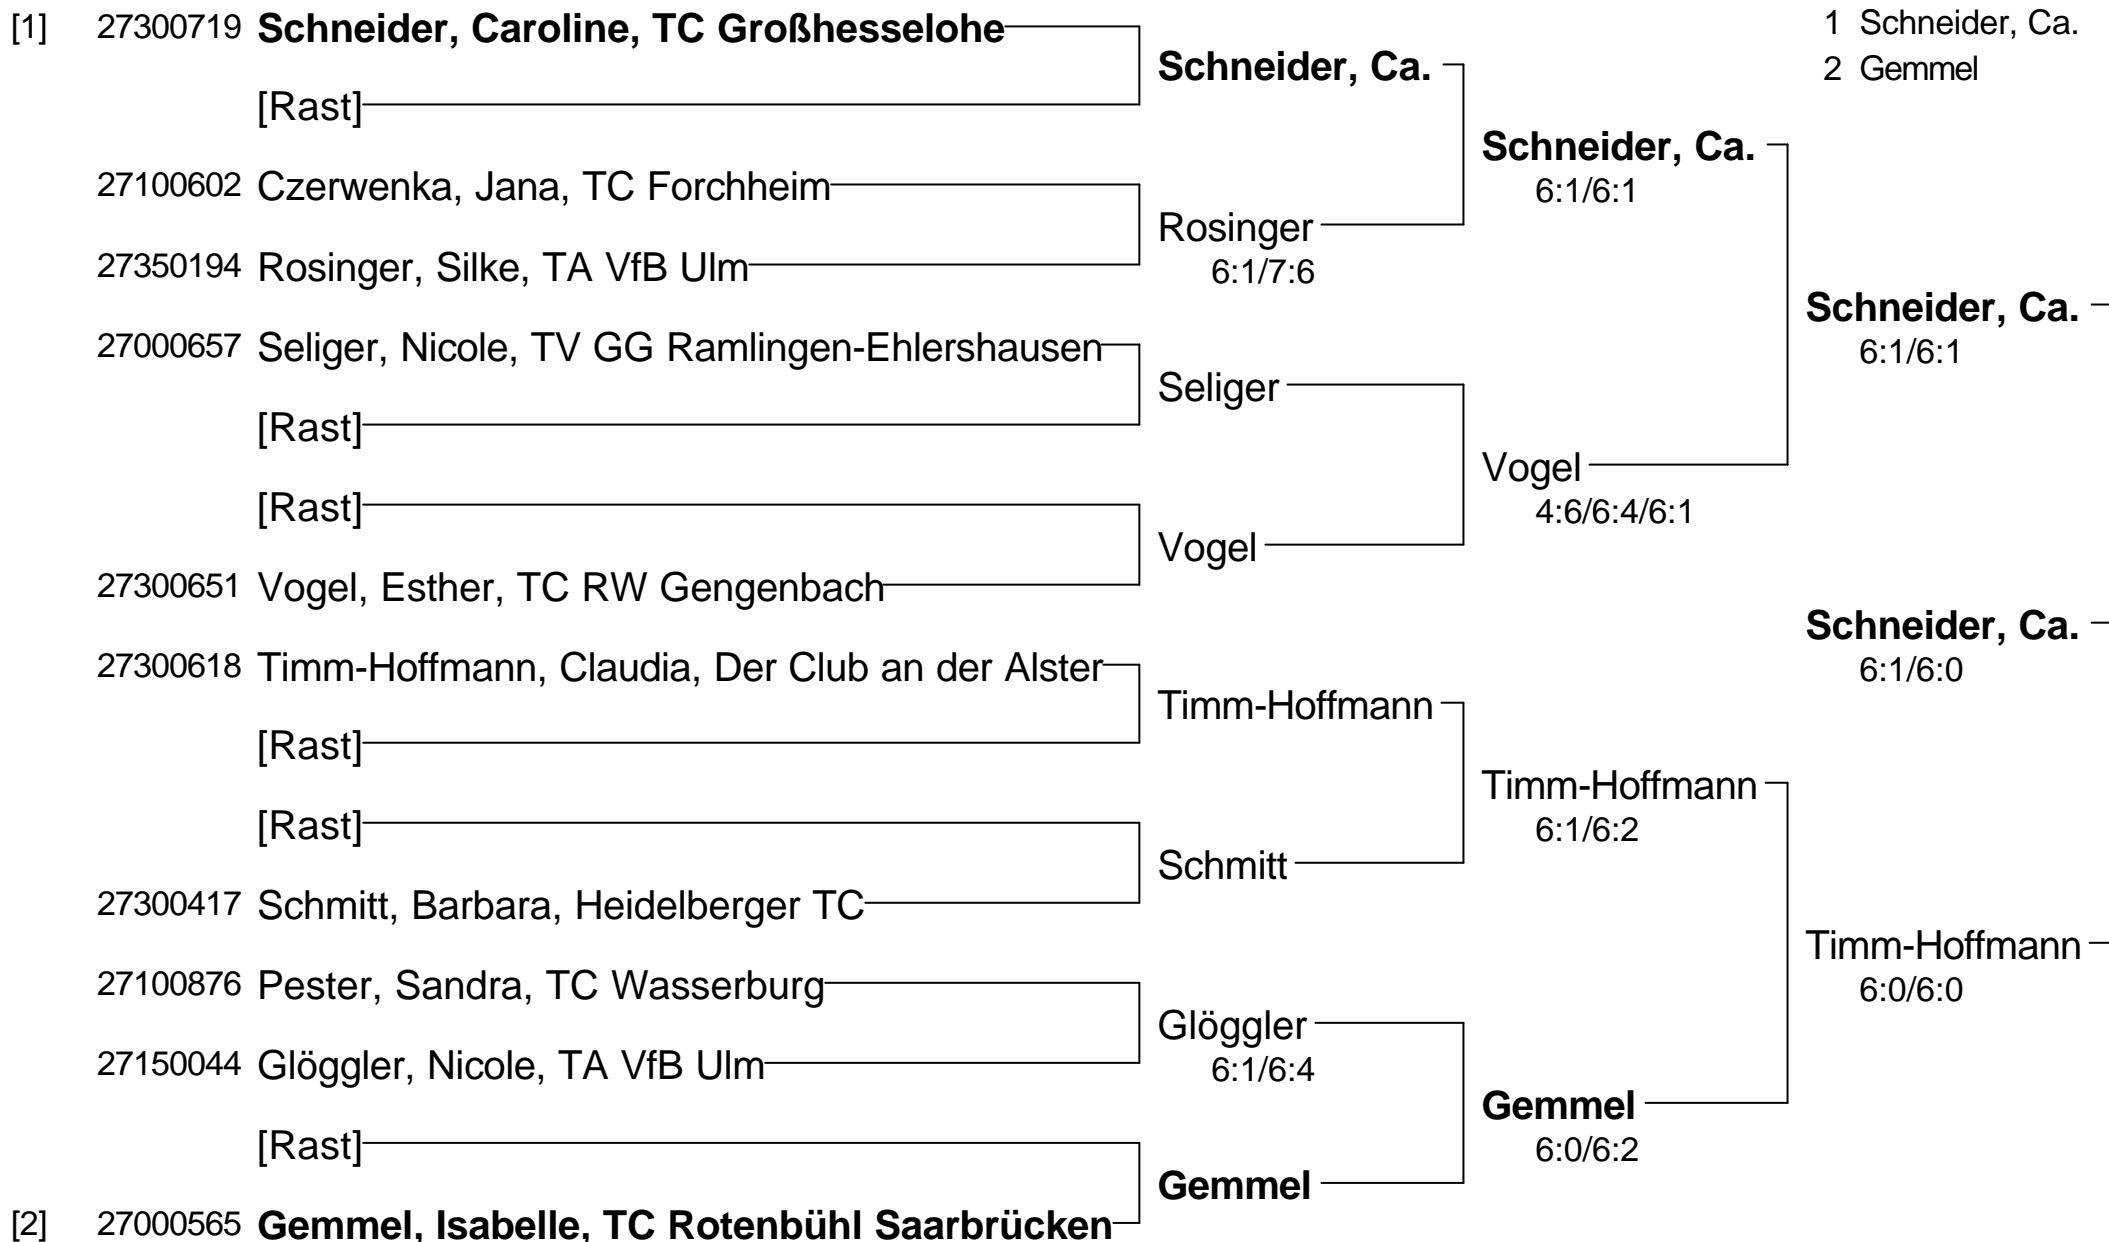 [1] 27300719 Schneider, Caroline, TC Großhesselohe
1 Schneider, Ca.
2 Gemmel
Schneider, Ca.
[Rast]
Schneider, Ca.
6:1/6:1
27100602 Czerwenka, Jana, TC Forchheim
Rosinger
6:1/7:6
27350194 Rosinger, Silke, TA VfB Ulm
Schneider, Ca.
6:1/6:1
27000657 Seliger, Nicole, TV GG Ramlingen-Ehlershausen
Seliger
[Rast]
Vogel
4:6/6:4/6:1
[Rast]
Vogel
27300651 Vogel, Esther, TC RW Gengenbach
Schneider, Ca.
6:1/6:0
27300618 Timm-Hoffmann, Claudia, Der Club an der Alster
Timm-Hoffmann
[Rast]
Timm-Hoffmann
6:1/6:2
[Rast]
Schmitt
27300417 Schmitt, Barbara, Heidelberger TC
Timm-Hoffmann
6:0/6:0
27100876 Pester, Sandra, TC Wasserburg
Glöggler
6:1/6:4
27150044 Glöggler, Nicole, TA VfB Ulm
Gemmel
6:0/6:2
[Rast]
Gemmel
[2] 27000565 Gemmel, Isabelle, TC Rotenbühl Saarbrücken